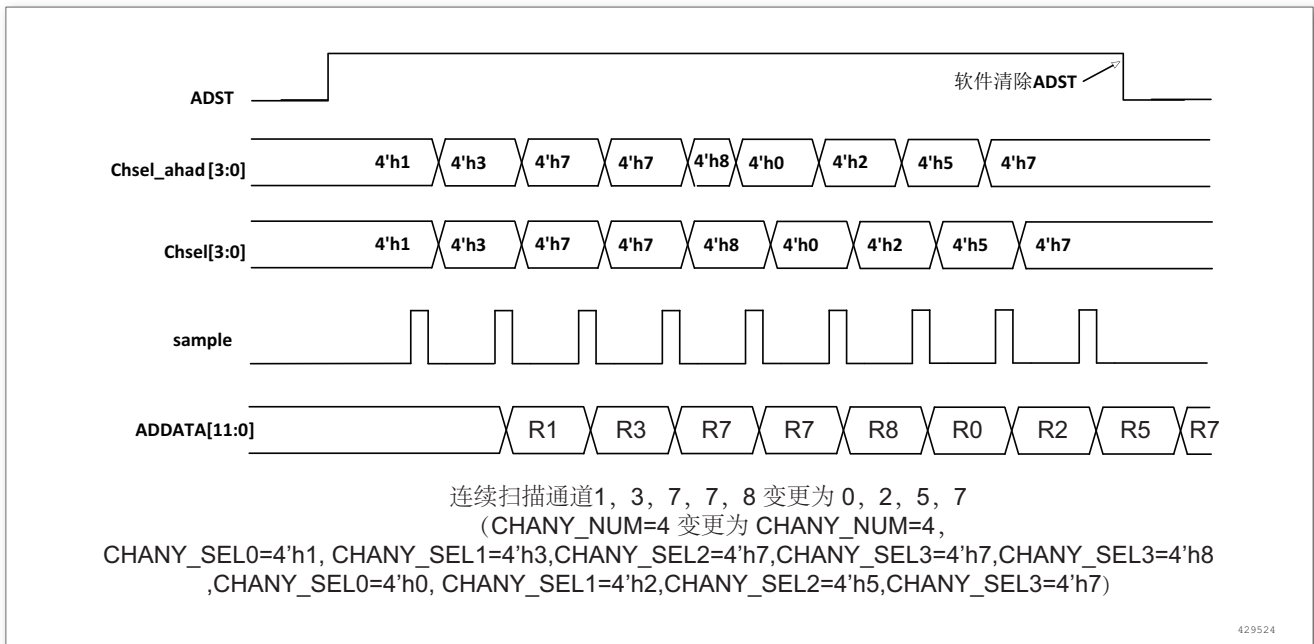 软件清除ADST
ADST
Chsel_ahad [3:0] 4'h1 4'h3 4'h7 4'h7 4'h8 4'h0 4'h2 4'h5 4'h7
Chsel[3:0] 4'h1 4'h3 4'h7 4'h7 4'h8 4'h0 4'h2 4'h5 4'h7
sample
ADDATA[11:0] R1 R3 R7 R7 R8 R0 R2 R5 R7
连续扫描通道1，3，7，7，8 变更为 0，2，5，7
（CHANY_NUM=4 变更为 CHANY_NUM=4，
CHANY_SEL0=4’h1, CHANY_SEL1=4’h3,CHANY_SEL2=4’h7,CHANY_SEL3=4’h7,CHANY_SEL3=4’h8
,CHANY_SEL0=4’h0, CHANY_SEL1=4’h2,CHANY_SEL2=4’h5,CHANY_SEL3=4’h7）
429524